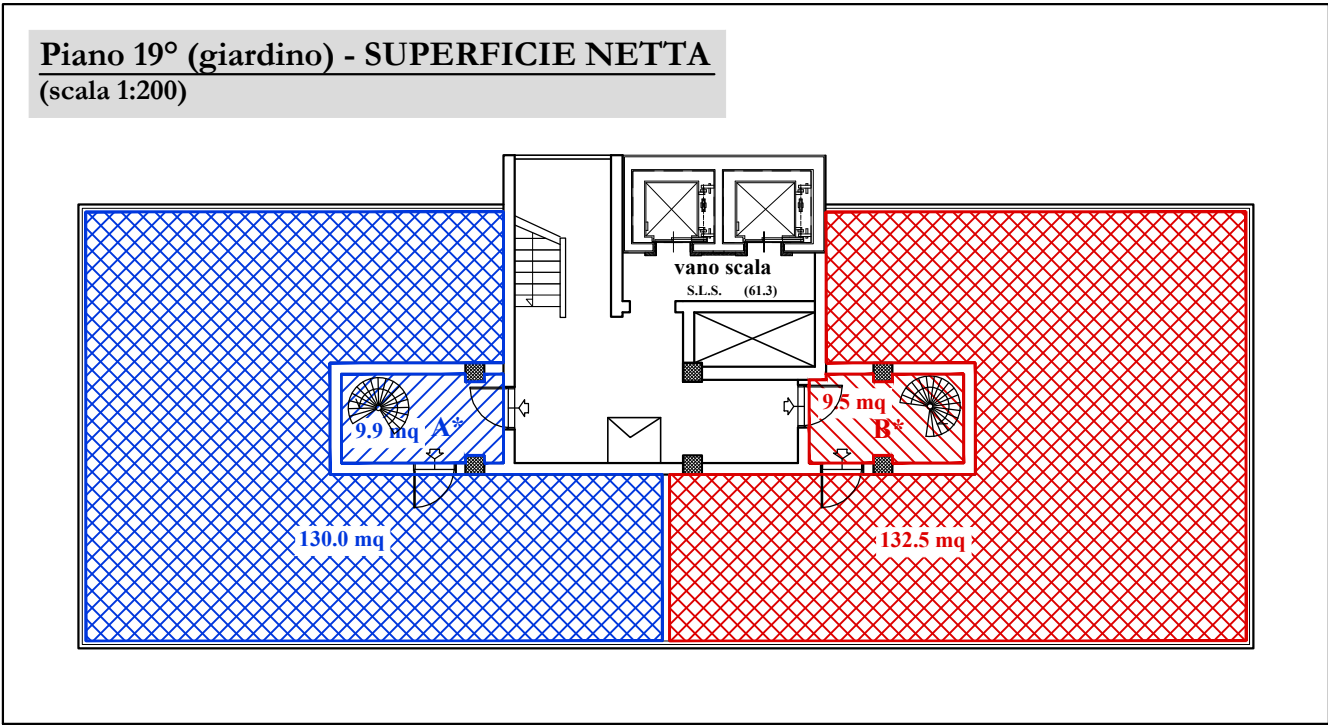 Piano 19° (giardino) - SUPERFICIE NETTA
(scala 1:200)
vano scala
S.L.S. (61.3)
9.9 mq A*
9.5 mq
B*
130.0 mq
132.5 mq